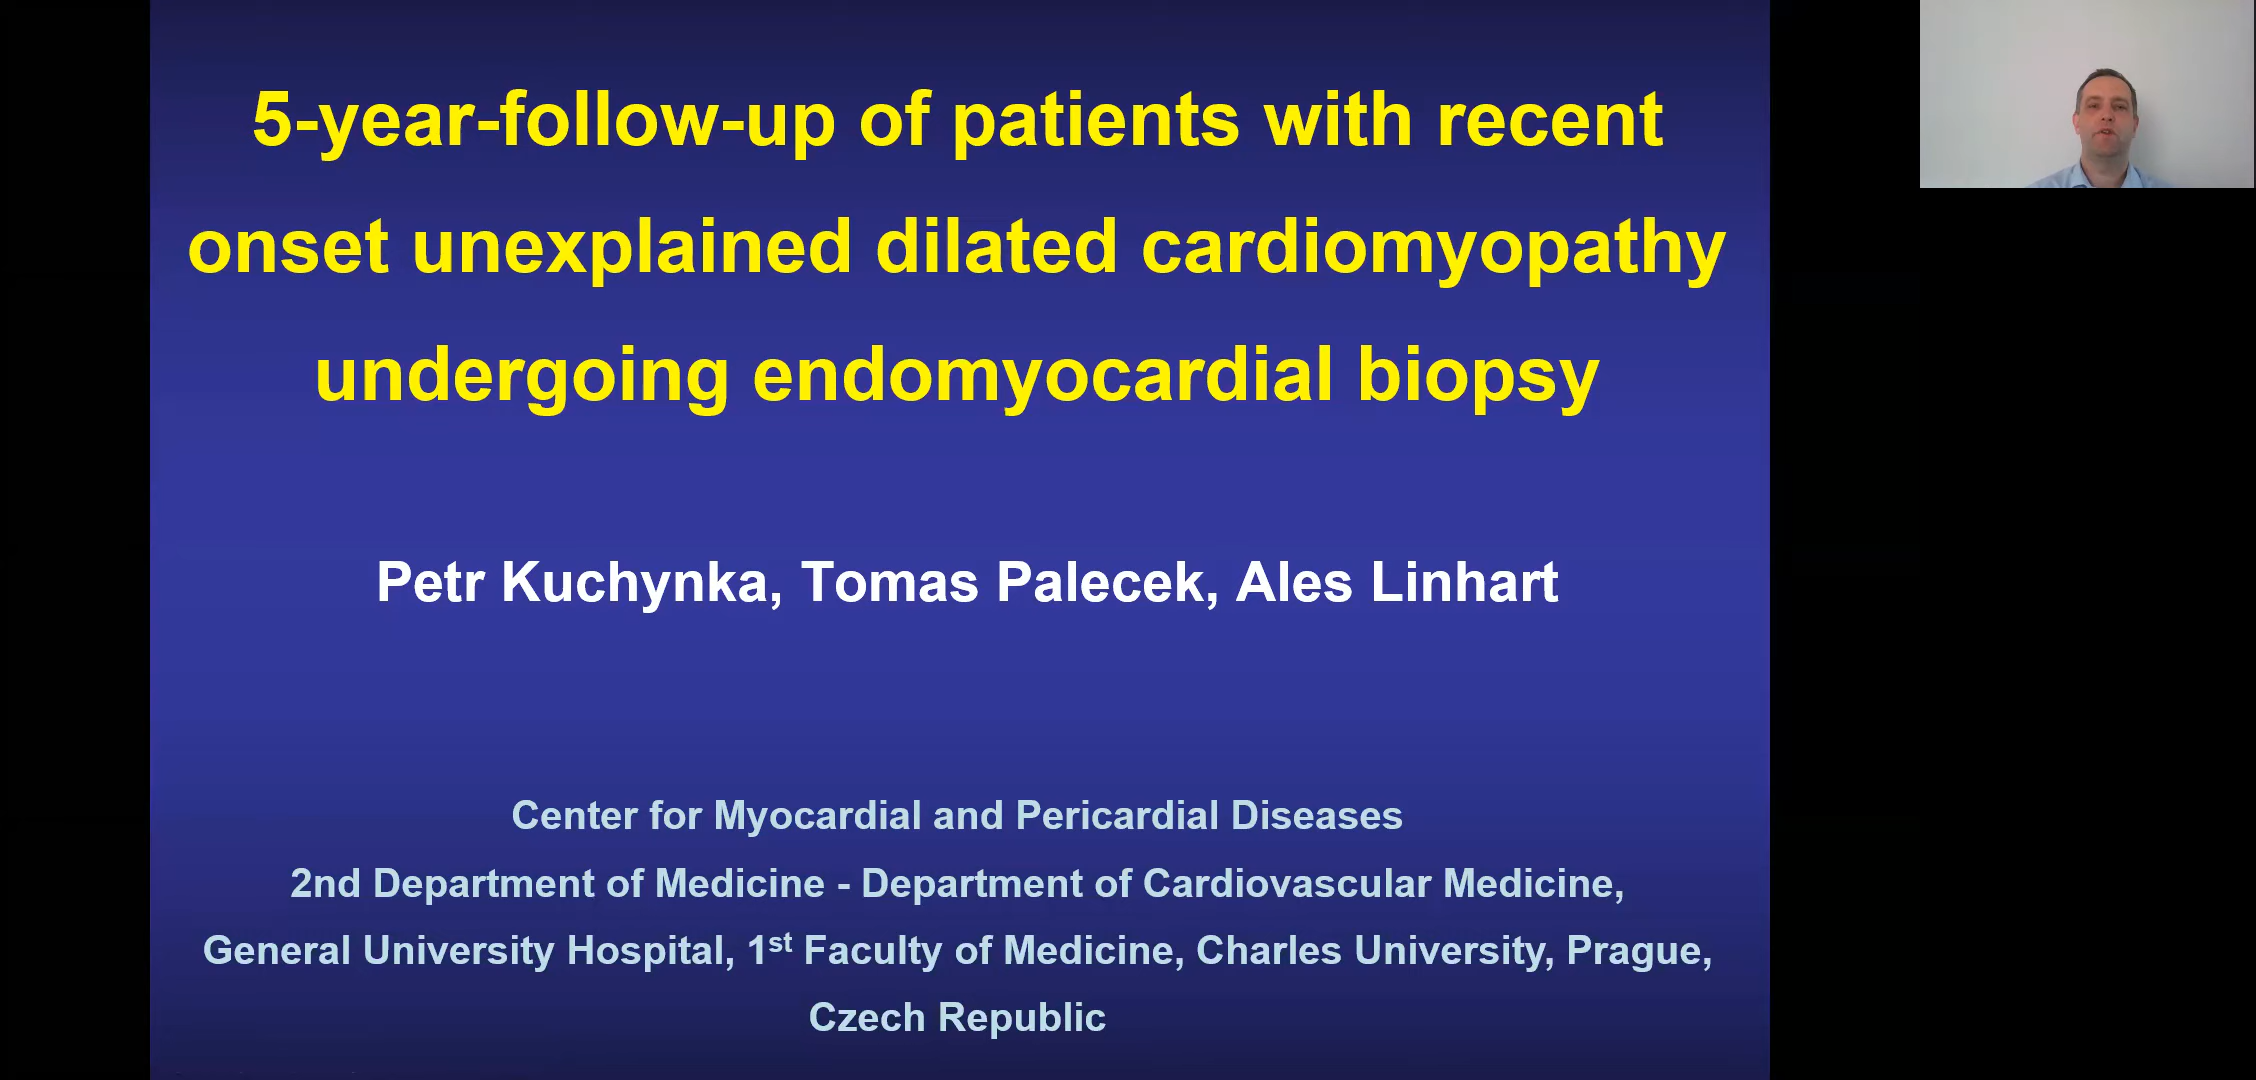 5-year-follow-up of patients with recent
onset unexplained dilated cardiomyopathy
undergoing endomyocardial biopsy
Petr Kuchynka, Tomas Palecek, Ales Linhart
Center for Myocardial and Pericardial Diseases
2nd Department of Medicine - Department of Cardiovascular Medicine,
General University Hospital, 1st Faculty of Medicine, Charles University, Prague,
Czech Republic